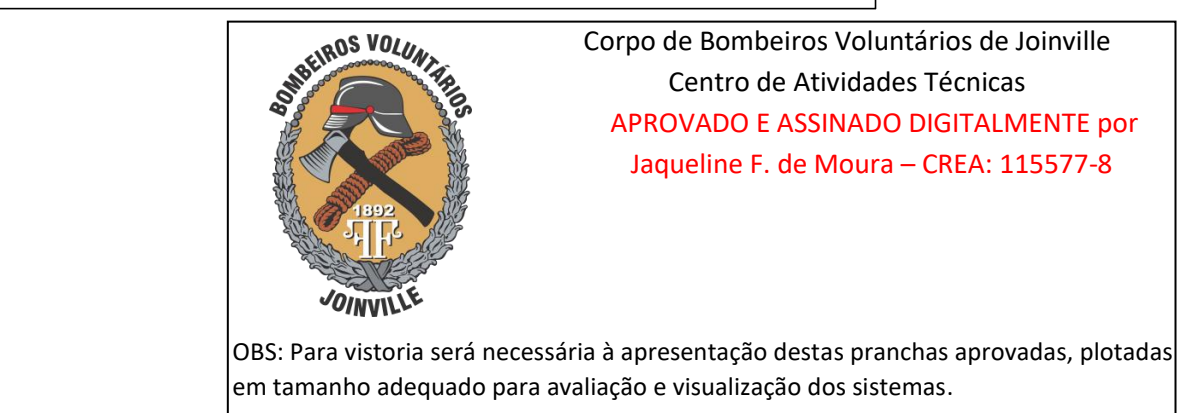 BOMBEIROS VOLUNTÁRIOS
1892
JOINVILLE
Corpo de Bombeiros Voluntários de Joinville
Centro de Atividades Técnicas
APROVADO E ASSINADO DIGITALMENTE por
Jaqueline F. de Moura – CREA: 115577-8
OBS: Para vistoria será necessária à apresentação destas pranchas aprovadas, plotadas
em tamanho adequado para avaliação e visualização dos sistemas.